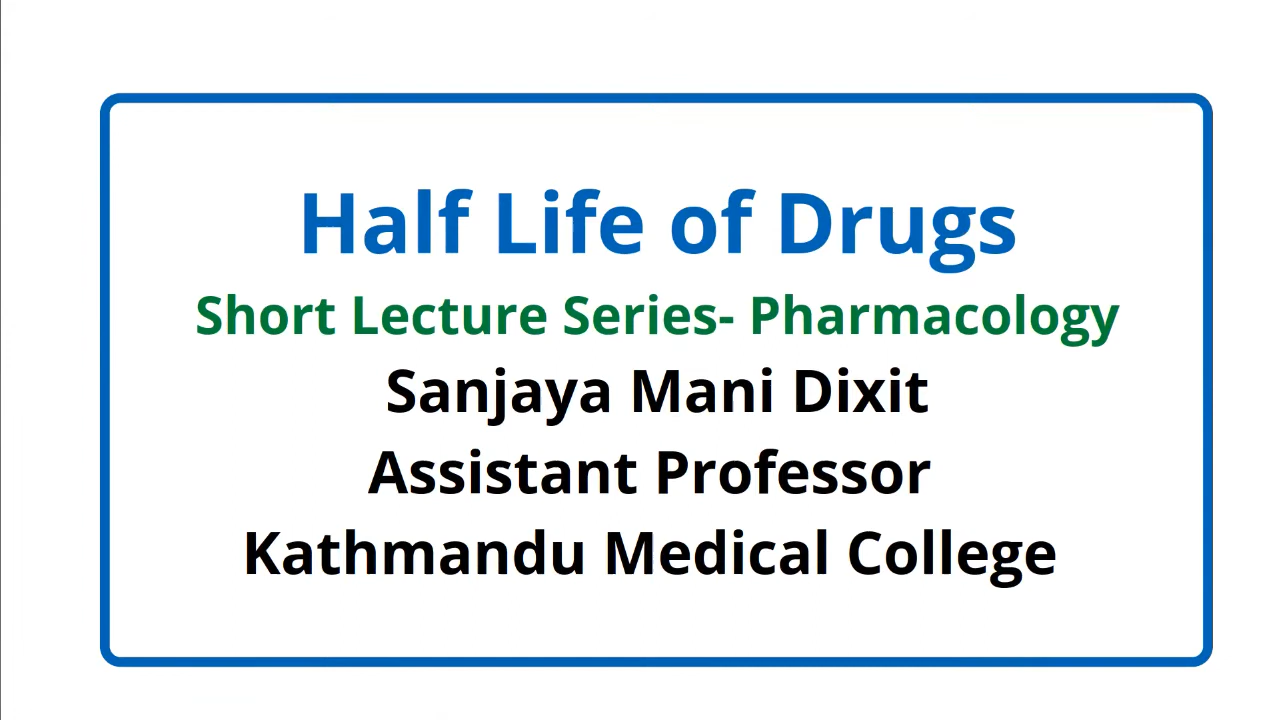 Half Life of Drugs
Short Lecture Series- Pharmacology
Sanjaya Mani Dixit
Assistant Professor
Kathmandu Medical College